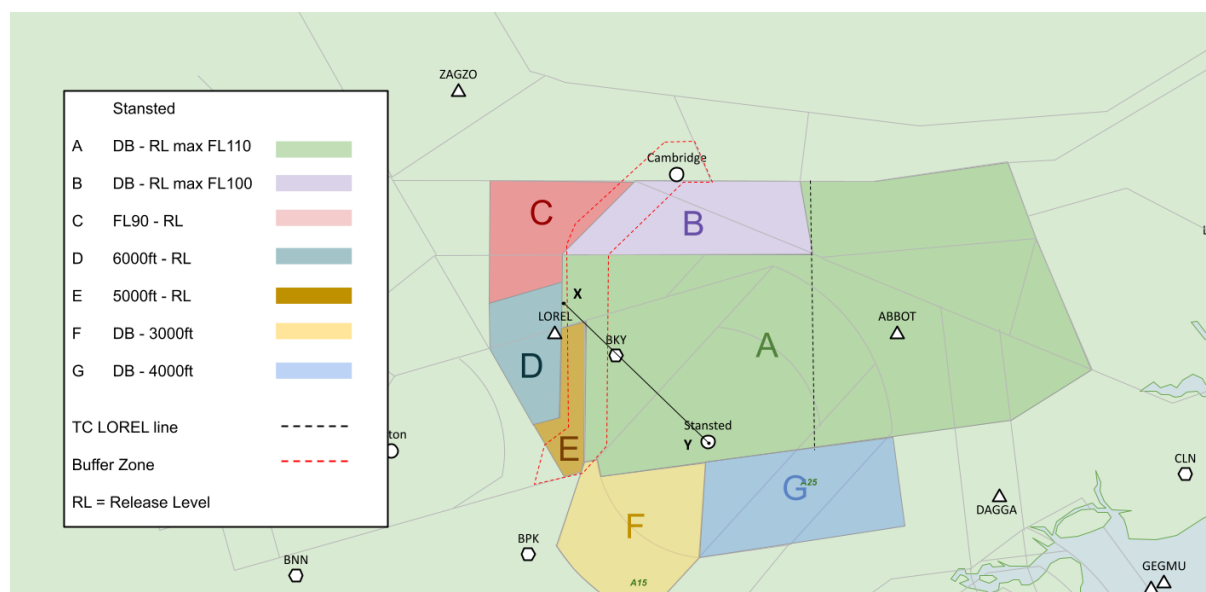 ZAGZO
Stansted
A DB - RL max FL110
B DB - RL max FL100
C FL90 - RL
D 6000ft - RL
E 5000ft - RL
F DB - 3000ft
G DB - 4000ft
TC LOREL line
Buffer Zone
RL = Release Level
Cambridge
C
B
X
LOREL
BKY
ABBOT
A
D
Stansted
Y
ton
E
CLN
G
A25
DAGGA
F
BPK
BNN
A15
GEGMU
L